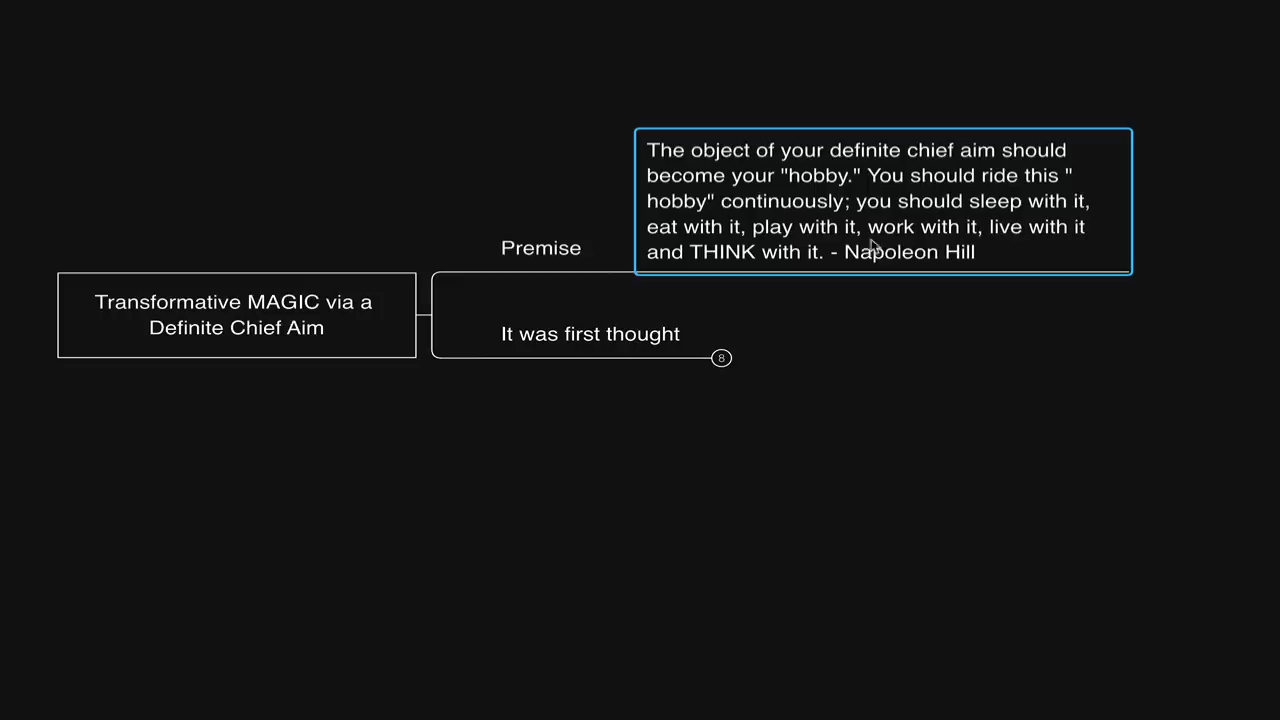 The object of your definite chief aim should
become your "hobby." You should ride this "
hobby" continuously; you should sleep with it,
eat with it, play with it, work with it, live with it
and THINK with it. - Napoleon Hill
Premise
Transformative MAGIC via a
Definite Chief Aim
It was first thought
8